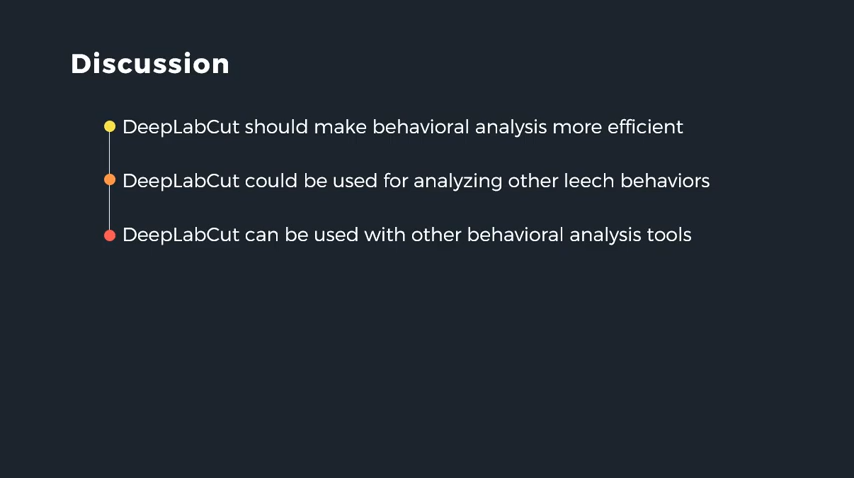 Discussion
DeepLabCut should make behavioral analysis more efficient
DeepLabCut could be used for analyzing other leech behaviors
DeepLabCut can be used with other behavioral analysis tools